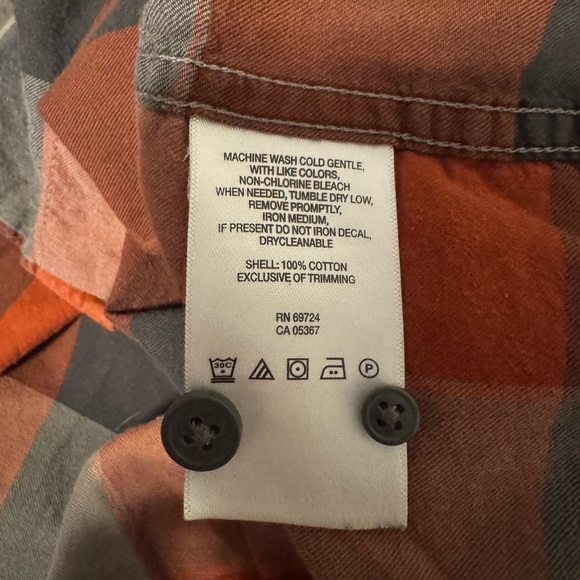 MACHINE WASH COLD GENTLE,
WITH LIKE COLORS,
NON-CHLORINE BLEACH
WHEN NEEDED, TUMBLE DRY LOW,
REMOVE PROMPTLY,
IRON MEDIUM,
IF PRESENT DO NOT IRON DECAL,
DRYCLEANABLE
SHELL: 100% COTTON
EXCLUSIVE OF TRIMMING
RN 69724
CA 05367
30C P